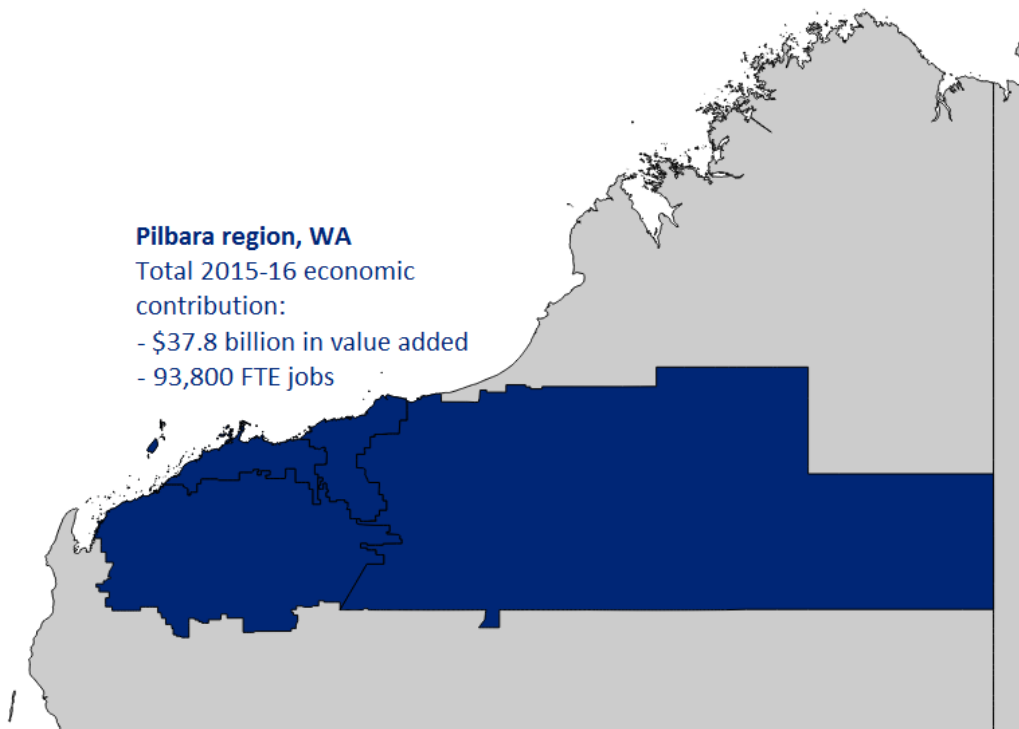 Pilbara region, WA
Total 2015-16 economic
contribution:
- $37.8 billion in value added
- 93,800 FTE jobs